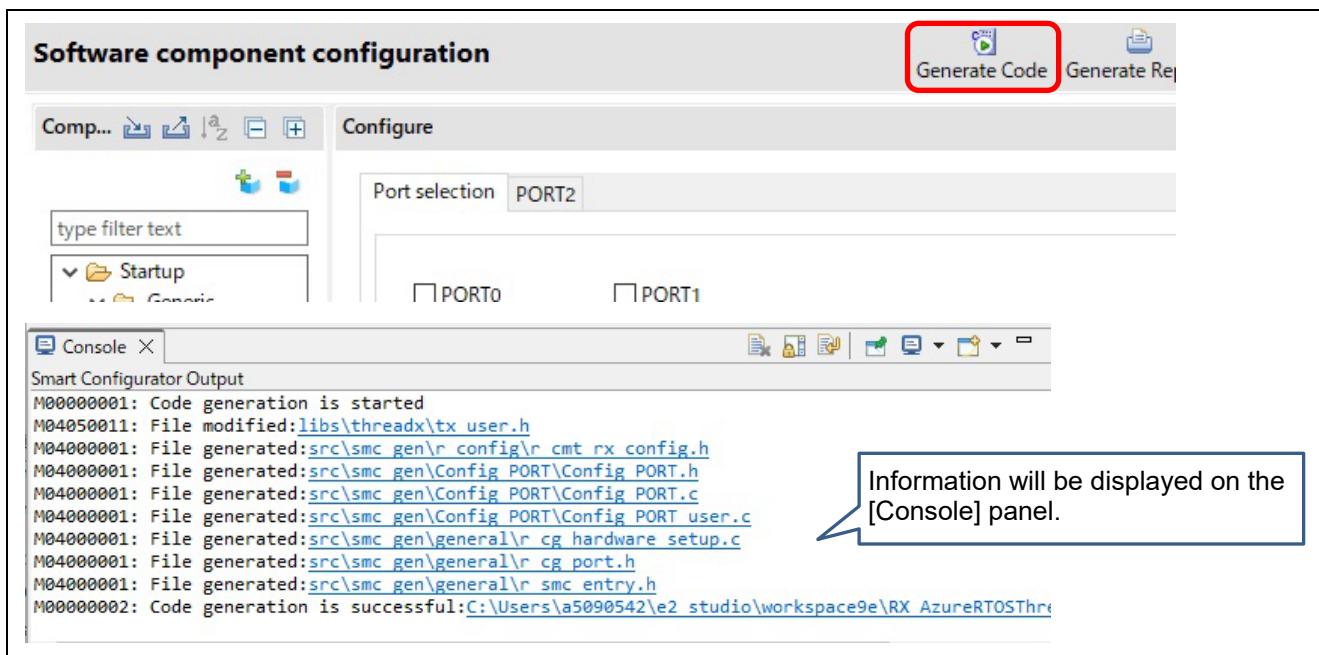 Software component configuration
Generate Code
Generate Rep
Comp...
Configure
Port selection
PORT2
type filter text
Startup
Generic
PORT0
PORT1
Console
Smart Configurator Output
M00000001: Code generation is started
M04050011: File modified:libs\threadx\tx_user.h
M04000001: File generated:src\smc_gen\r_config\r_cmt_rx_config.h
M04000001: File generated:src\smc_gen\Config_PORT\Config_PORT.h
M04000001: File generated:src\smc_gen\Config_PORT\Config_PORT.c
M04000001: File generated:src\smc_gen\Config_PORT\Config_PORT_user.c
M04000001: File generated:src\smc_gen\general\r_cg_hardware_setup.c
M04000001: File generated:src\smc_gen\general\r_cg_port.h
M04000001: File generated:src\smc_gen\general\r_smc_entry.h
M00000002: Code generation is successful:C:\Users\a5090542\e2_studio\workspace9e\RX_AzureRTOSThre
Information will be displayed on the
[Console] panel.